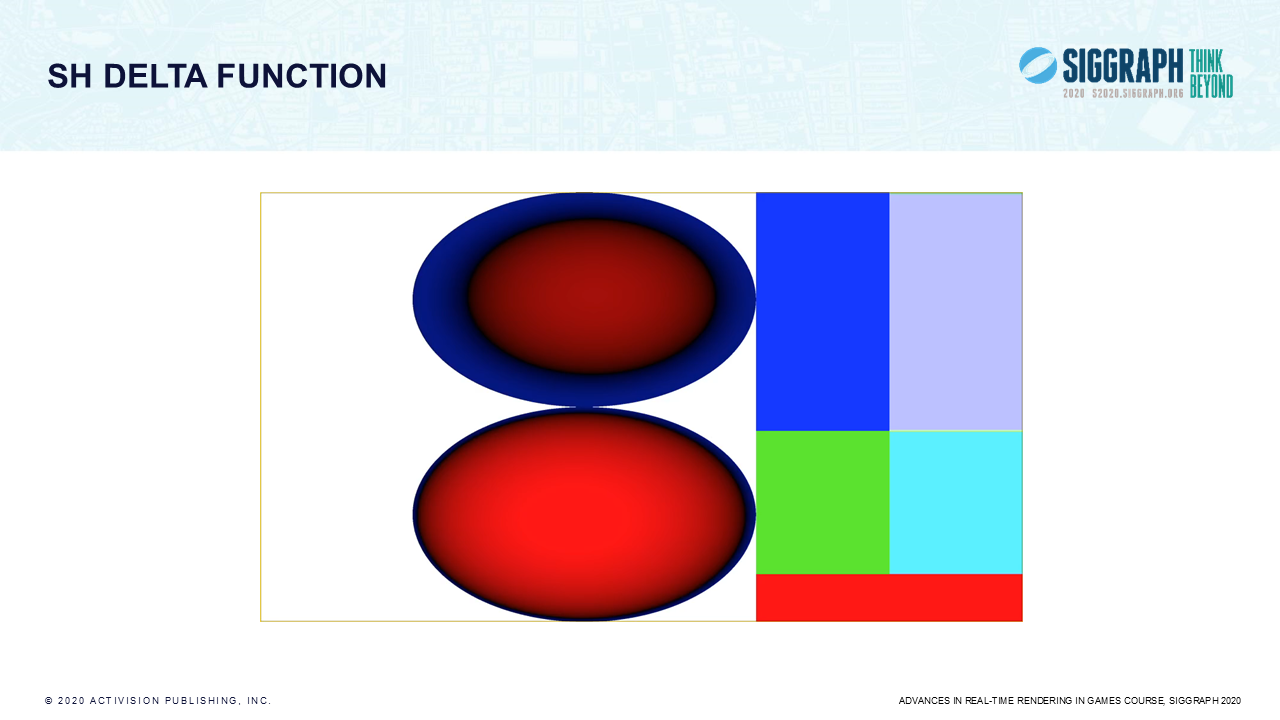 SH DELTA FUNCTION
SIGGRAPH
THINK
BEYOND
2020 S2020.SIGGRAPH.ORG
© 2020 ACTIVISION PUBLISHING, INC.
ADVANCES IN REAL-TIME RENDERING IN GAMES COURSE, SIGGRAPH 2020